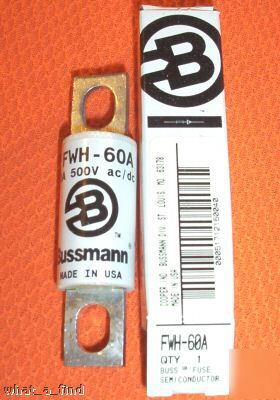 FWH-60A
A 500V ac/dc
B
TM
Bussmann
MADE IN USA
B
COOPER IND. BUSSMANN DIV. ST. LOUIS MO. 63178
MADE IN USA
FWH-60A
QTY 1
BUSS FUSE
SEMICONDUCTOR
what_a_find